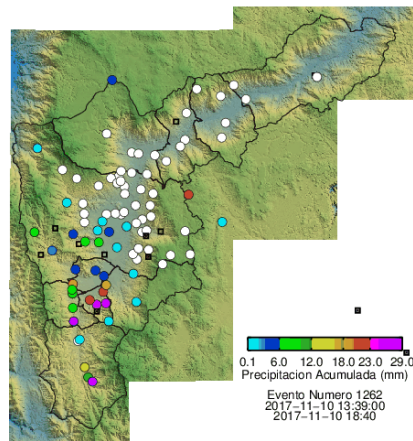 0.1 6.0 12.0 18.0 23.0 29.0
Precipitacion Acumulada (mm)
Evento Numero 1262
2017-11-10 13:39:00
2017-11-10 18:40